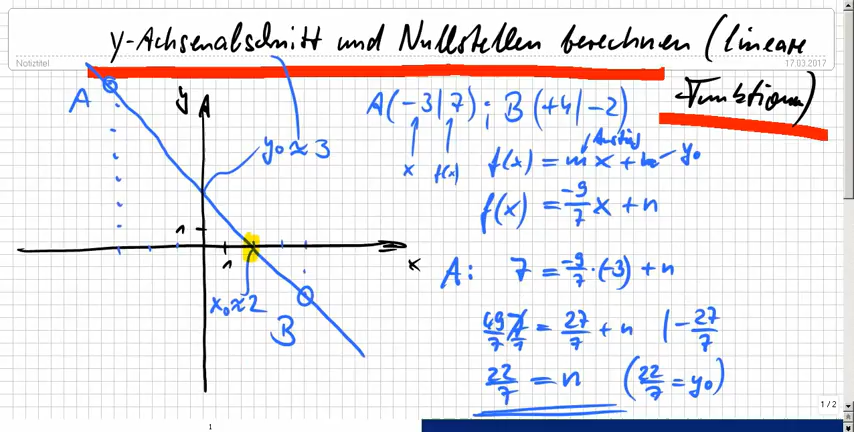 y-Achsenabschnitt und Nullstellen berechnen (lineare
Notiztitel
17.03.2017
Funktionen)
A
y
A(-3|7); B(+4|-2)
x f(x)
Anstieg
y₀≈3
f(x) = mx + n y₀
f(x) = -9/7 x + n
1
1
x
A: 7 = -9/7 · (-3) + n
x₀≈2
B
49/7 = 27/7 + n |-27/7
22/7 = n (22/7 = y₀)
1 / 2
1